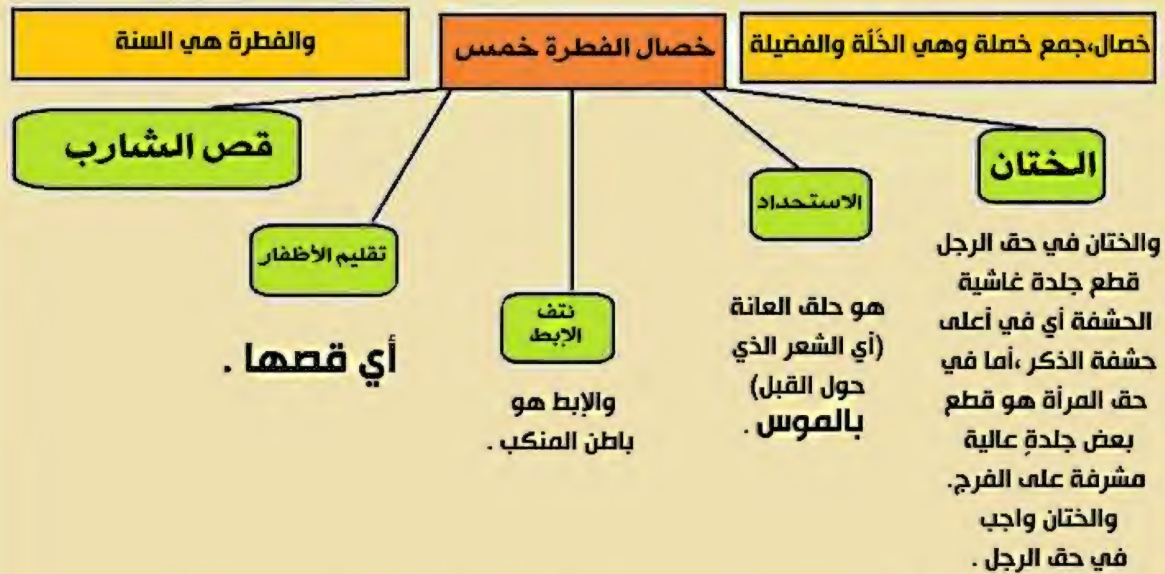 خصال الفطرة خمس
خصال،جمع خصلة وهي الخَلّة والفضيلة
والفطرة هي السنة
الختان
والختان في حق الرجل
قطع جلدة غاشية
الحشفة أي في أعلى
حشفة الذكر ،أما في
حق المرأة هو قطع
بعض جلدةٍ عالية
مشرفة على الفرج.
والختان واجب
في حق الرجل .
الاستحداد
هو حلق العانة
(أي الشعر الذي
حول القبل)
بالموس .
نتف
الإبط
والإبط هو
باطن المنكب .
تقليم الأظفار
أي قصها .
قص الشارب